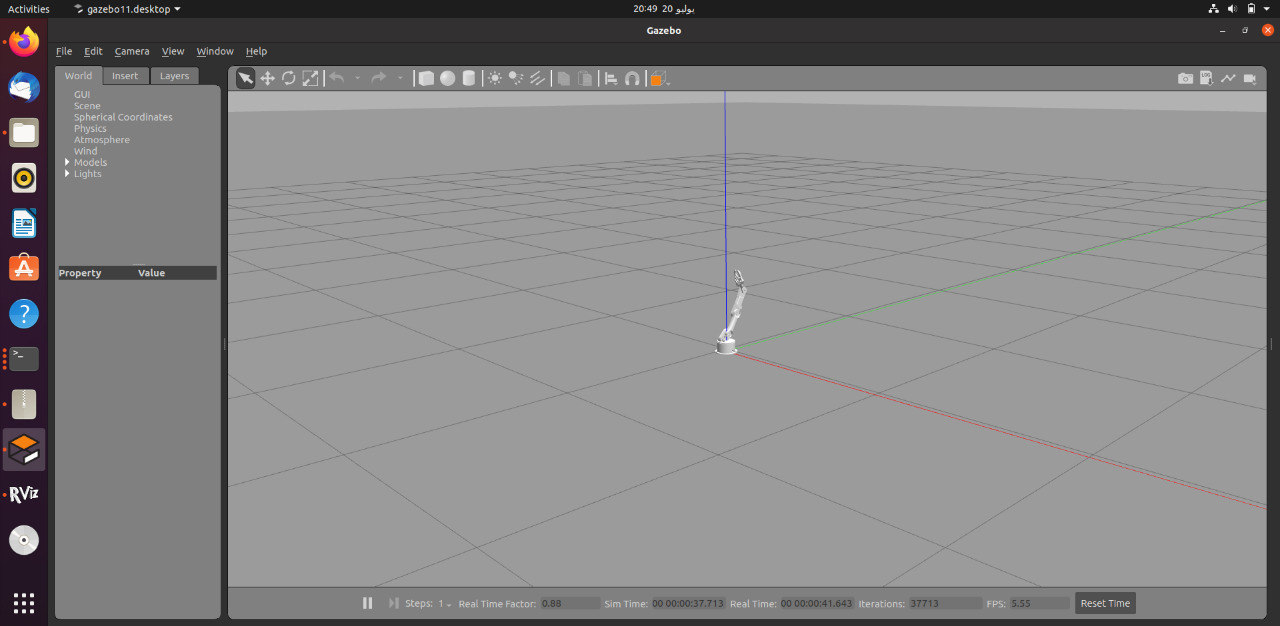 Activities gazebo11.desktop 20:49 20 يوليو
Gazebo
File Edit Camera View Window Help
World Insert Layers
GUI
Scene
Spherical Coordinates
Physics
Atmosphere
Wind
Models
Lights
Property Value
>_
RViz
Steps: 1 Real Time Factor: 0.88 Sim Time: 00 00:00:37.713 Real Time: 00 00:00:41.643 Iterations: 37713 FPS: 5.55 Reset Time